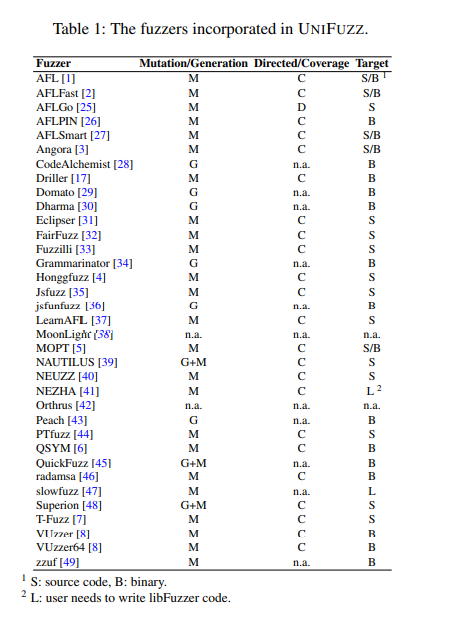 Table 1: The fuzzers incorporated in UNIFUZZ.
Fuzzer Mutation/Generation Directed/Coverage Target
AFL [1] M C S/B 1
AFLFast [2] M C S/B
AFLGo [25] M D S
AFLPIN [26] M C B
AFLSmart [27] M C S/B
Angora [3] M C S/B
CodeAlchemist [28] G n.a. B
Driller [17] M C B
Domato [29] G n.a. B
Dharma [30] G n.a. B
Eclipser [31] M C S
FairFuzz [32] M C S
Fuzzilli [33] M C S
Grammarinator [34] G n.a. B
Honggfuzz [4] M C S
Jsfuzz [35] M C S
jsfunfuzz [36] G n.a. B
LearnAFL [37] M C S
MoonLight [38] n.a. n.a. n.a.
MOPT [5] M C S/B
NAUTILUS [39] G+M C S
NEUZZ [40] M C S
NEZHA [41] M C L 2
Orthrus [42] n.a. n.a. n.a.
Peach [43] G n.a. B
PTfuzz [44] M C S
QSYM [6] M C B
QuickFuzz [45] G+M n.a. B
radamsa [46] M C B
slowfuzz [47] M n.a. L
Superion [48] G+M C S
T-Fuzz [7] M C S
VUzzer [8] M C B
VUzzer64 [8] M C B
zzuf [49] M n.a. B
1 S: source code, B: binary.
2 L: user needs to write libFuzzer code.